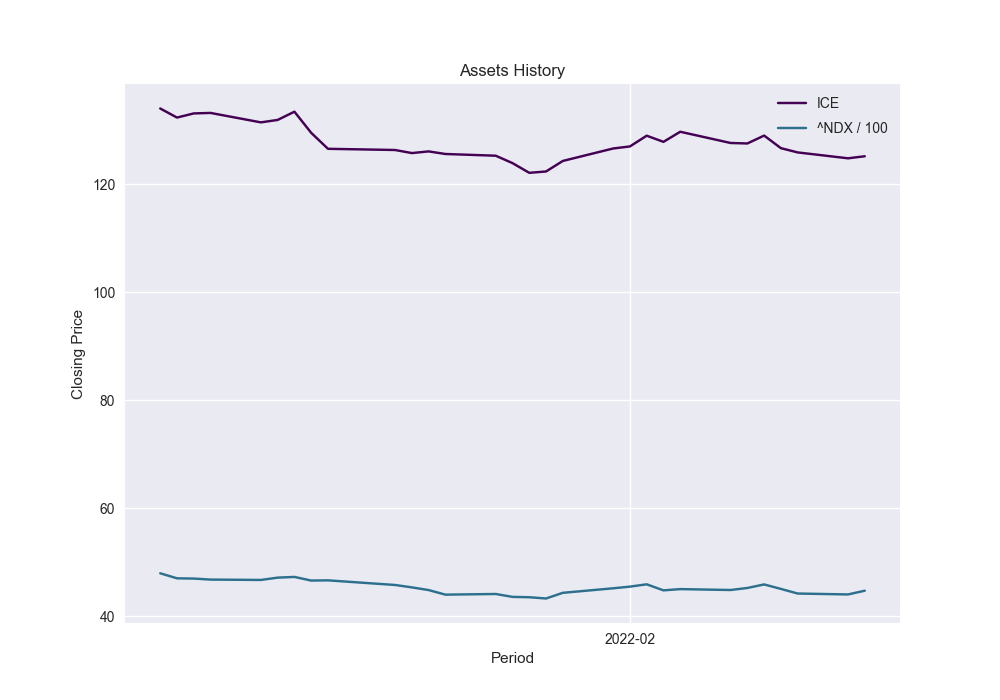 Assets History
ICE
^NDX / 100
120
100
80
60
40
Closing Price
2022-02
Period